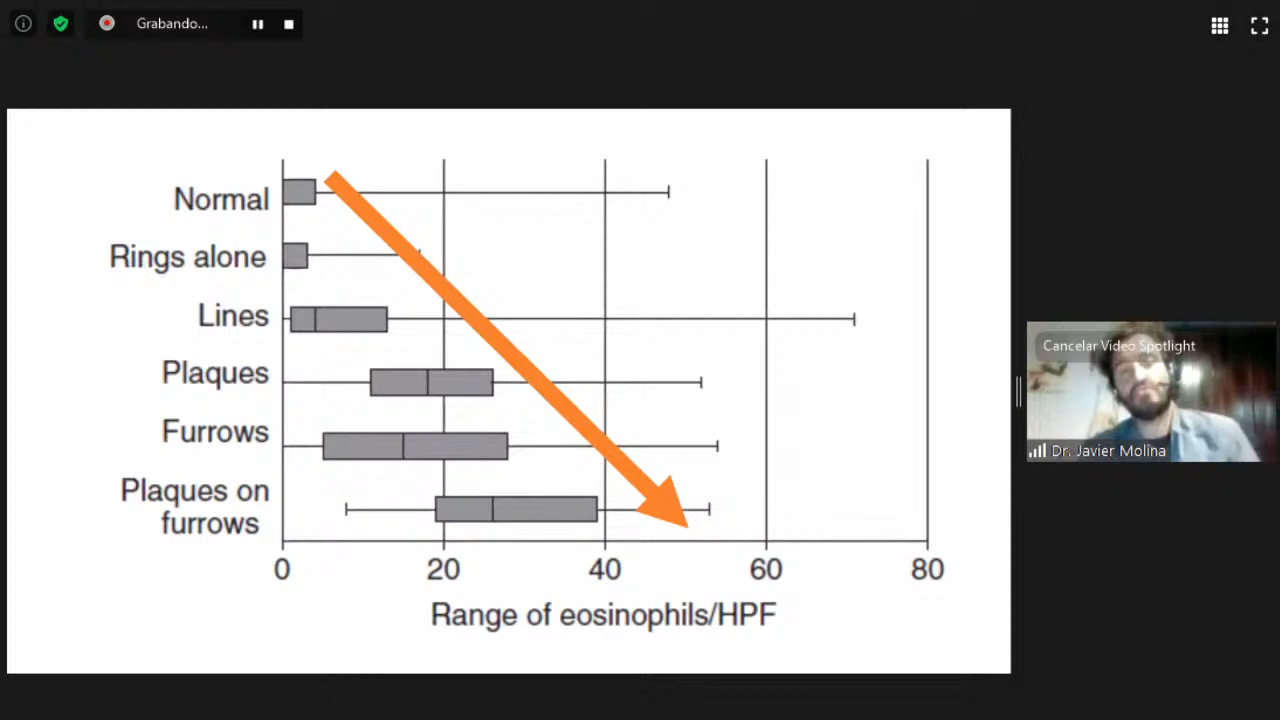 Grabando...
Normal
Rings alone
Lines
Plaques
Furrows
Plaques on
furrows
0 20 40 60 80
Range of eosinophils/HPF
Cancelar Video Spotlight
Dr. Javier Molina